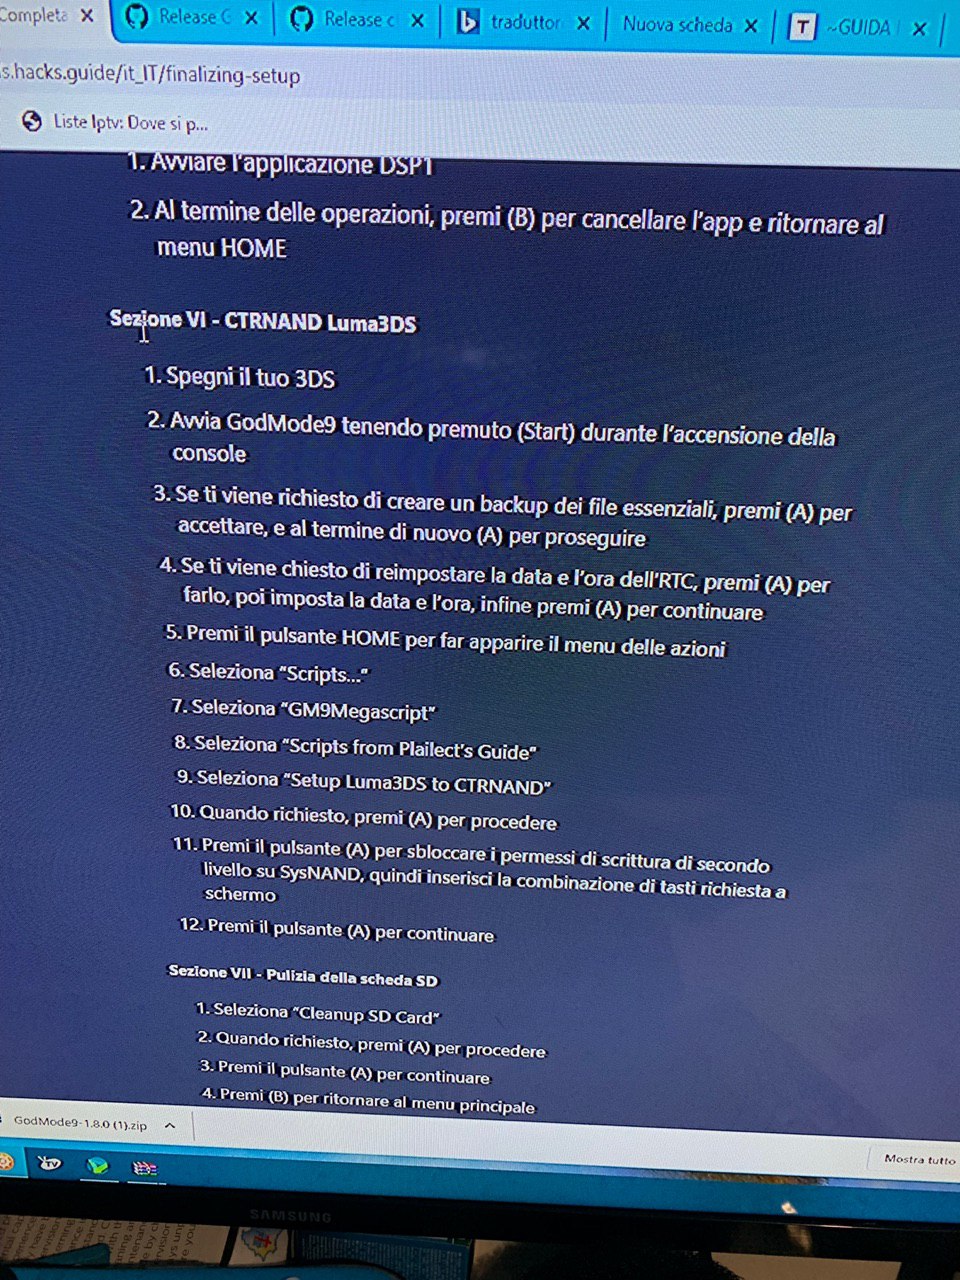 Completa
Release
Release c
traduttor
Nuova scheda
T
~GUIDA
s.hacks.guide/it_IT/finalizing-setup
Liste Iptv: Dove si p...
1. Avviare l'applicazione DSP1
2. Al termine delle operazioni, premi (B) per cancellare l'app e ritornare al
menu HOME
Sezione VI - CTRNAND Luma3DS
1. Spegni il tuo 3DS
2. Avvia GodMode9 tenendo premuto (Start) durante l'accensione della
console
3. Se ti viene richiesto di creare un backup dei file essenziali, premi (A) per
accettare, e al termine di nuovo (A) per proseguire
4. Se ti viene chiesto di reimpostare la data e l'ora dell'RTC, premi (A) per
farlo, poi imposta la data e l'ora, infine premi (A) per continuare
5. Premi il pulsante HOME per far apparire il menu delle azioni
6. Seleziona “Scripts...”
7. Seleziona “GM9Megascript”
8. Seleziona “Scripts from Plailect's Guide”
9. Seleziona “Setup Luma3DS to CTRNAND”
10. Quando richiesto, premi (A) per procedere
11. Premi il pulsante (A) per sbloccare i permessi di scrittura di secondo
livello su SysNAND, quindi inserisci la combinazione di tasti richiesta a
schermo
12. Premi il pulsante (A) per continuare
Sezione VII - Pulizia della scheda SD
1. Seleziona “Cleanup SD Card”
2. Quando richiesto, premi (A) per procedere
3. Premi il pulsante (A) per continuare
4. Premi (B) per ritornare al menu principale
GodMode9-1.8.0 (1).zip
Mostra tutto
TV
SAMSUNG